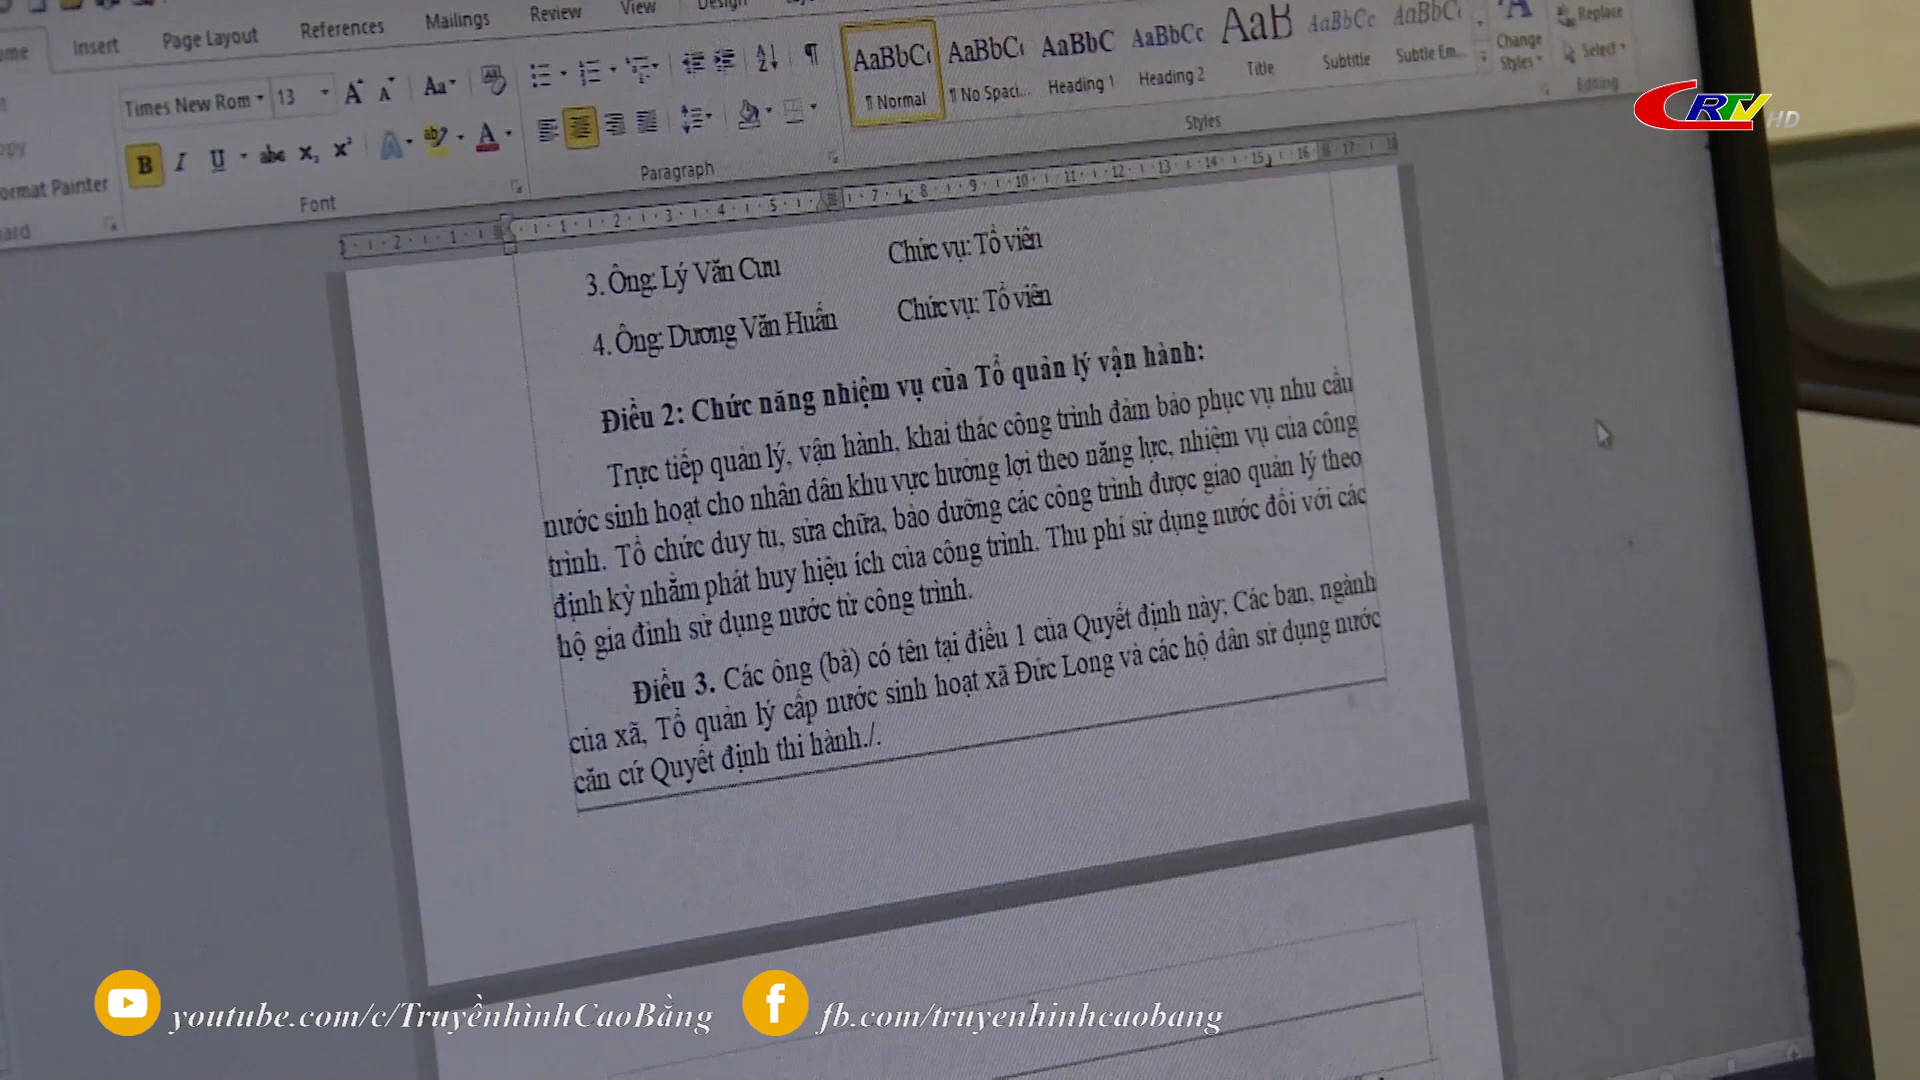 Insert Page Layout References Mailings Review View
Times New Rom 13 Aa
B I U abc X₂ X²
Format Painter
Font
Paragraph
AaBbCc AaBbCc AaBbC AaBbCc AaB AaBbCc AaBbCc
¶ Normal ¶ No Spaci... Heading 1 Heading 2 Title Subtitle Subtle Em...
Change Styles
Replace
Select
Editing
Styles
CRTV HD
3. Ông: Lý Văn Cưu Chức vụ: Tổ viên
4. Ông: Dương Văn Huấn Chức vụ: Tổ viên
Điều 2: Chức năng nhiệm vụ của Tổ quản lý vận hành:
Trực tiếp quản lý, vận hành, khai thác công trình đảm bảo phục vụ nhu cầu
nước sinh hoạt cho nhân dân khu vực hưởng lợi theo năng lực, nhiệm vụ của công
trình. Tổ chức duy tu, sửa chữa, bảo dưỡng các công trình được giao quản lý theo
định kỳ nhằm phát huy hiệu ích của công trình. Thu phí sử dụng nước đối với các
hộ gia đình sử dụng nước từ công trình.
Điều 3. Các ông (bà) có tên tại điều 1 của Quyết định này; Các ban, ngành
của xã, Tổ quản lý cấp nước sinh hoạt xã Đức Long và các hộ dân sử dụng nước
căn cứ Quyết định thi hành./.
youtube.com/c/TruyềnhìnhCaoBằng fb.com/truyenhinhcaobang